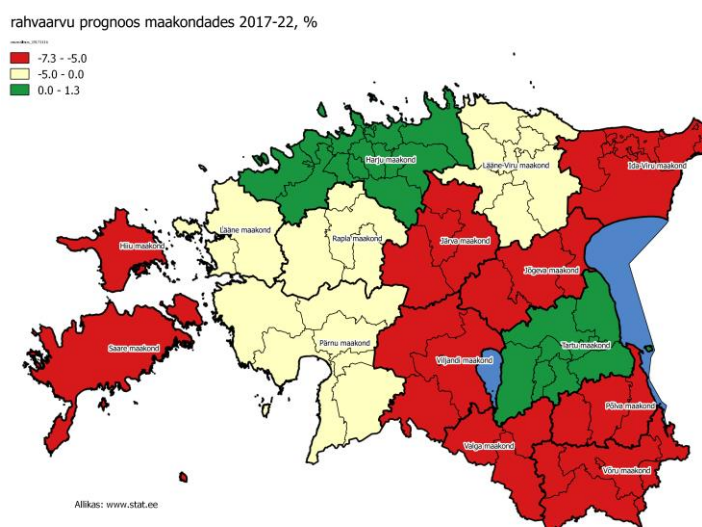 rahvaarvu prognoos maakondades 2017-22, %
-7.3 - -5.0
-5.0 - 0.0
0.0 - 1.3
Harju maakond
Lääne-Viru maakond
Ida-Viru maakond
Lääne maakond
Rapla maakond
Järva maakond
Hiiu maakond
Jõgeva maakond
Saare maakond
Pärnu maakond
Tartu maakond
Viljandi maakond
Põlva maakond
Valga maakond
Võru maakond
Allikas: www.stat.ee